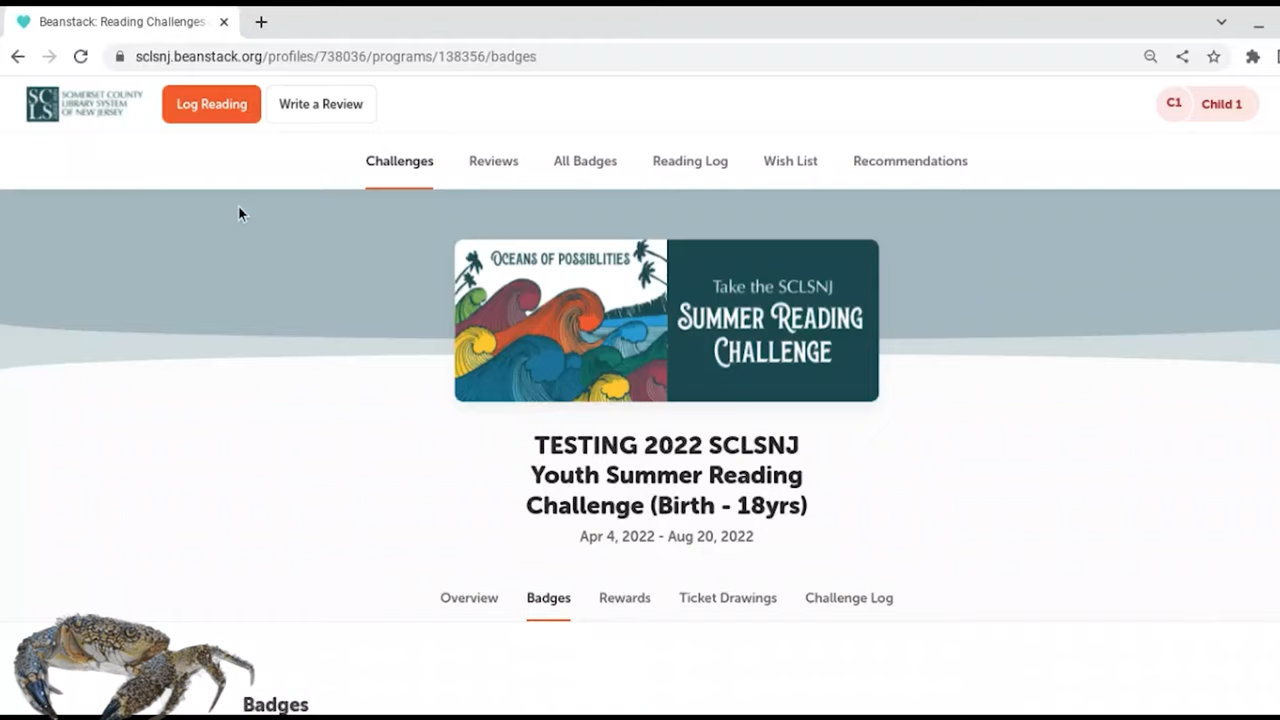 Beanstack: Reading Challenges
sclsnj.beanstack.org/profiles/738036/programs/138356/badges
SC
LS
SOMERSET COUNTY
LIBRARY SYSTEM
OF NEW JERSEY
Log Reading
Write a Review
C1
Child 1
Challenges
Reviews
All Badges
Reading Log
Wish List
Recommendations
OCEANS OF POSSIBLITIES
Take the SCLSNJ
SUMMER READING
CHALLENGE
TESTING 2022 SCLSNJ
Youth Summer Reading
Challenge (Birth - 18yrs)
Apr 4, 2022 - Aug 20, 2022
Overview
Badges
Rewards
Ticket Drawings
Challenge Log
Badges